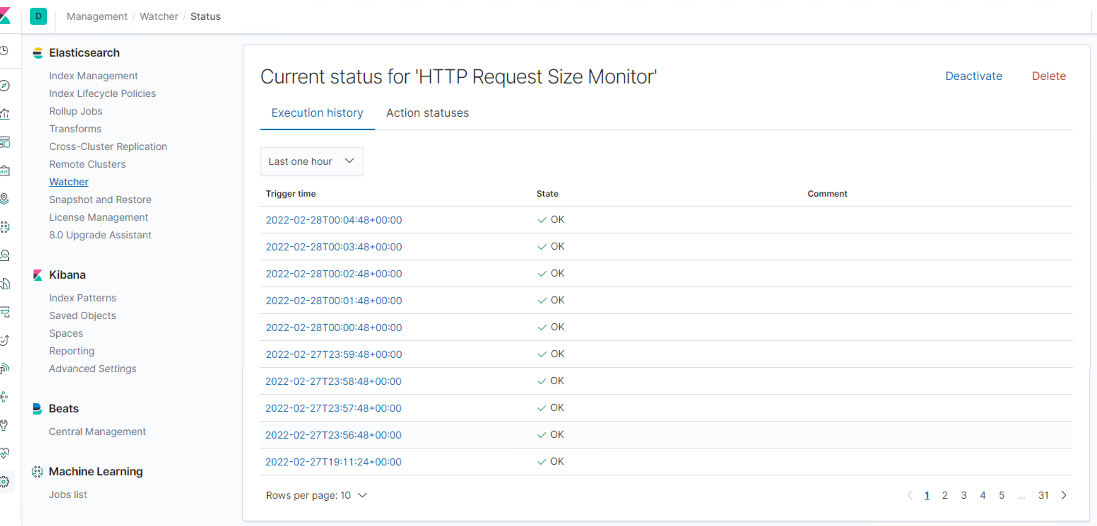 D Management / Watcher / Status
Elasticsearch
Index Management
Index Lifecycle Policies
Rollup Jobs
Transforms
Cross-Cluster Replication
Remote Clusters
Watcher
Snapshot and Restore
License Management
8.0 Upgrade Assistant
Kibana
Index Patterns
Saved Objects
Spaces
Reporting
Advanced Settings
Beats
Central Management
Machine Learning
Jobs list
Current status for 'HTTP Request Size Monitor'
Deactivate Delete
Execution history Action statuses
Last one hour
Trigger time State Comment
2022-02-28T00:04:48+00:00 OK
2022-02-28T00:03:48+00:00 OK
2022-02-28T00:02:48+00:00 OK
2022-02-28T00:01:48+00:00 OK
2022-02-28T00:00:48+00:00 OK
2022-02-27T23:59:48+00:00 OK
2022-02-27T23:58:48+00:00 OK
2022-02-27T23:57:48+00:00 OK
2022-02-27T23:56:48+00:00 OK
2022-02-27T19:11:24+00:00 OK
Rows per page: 10 < 1 2 3 4 5 ... 31 >